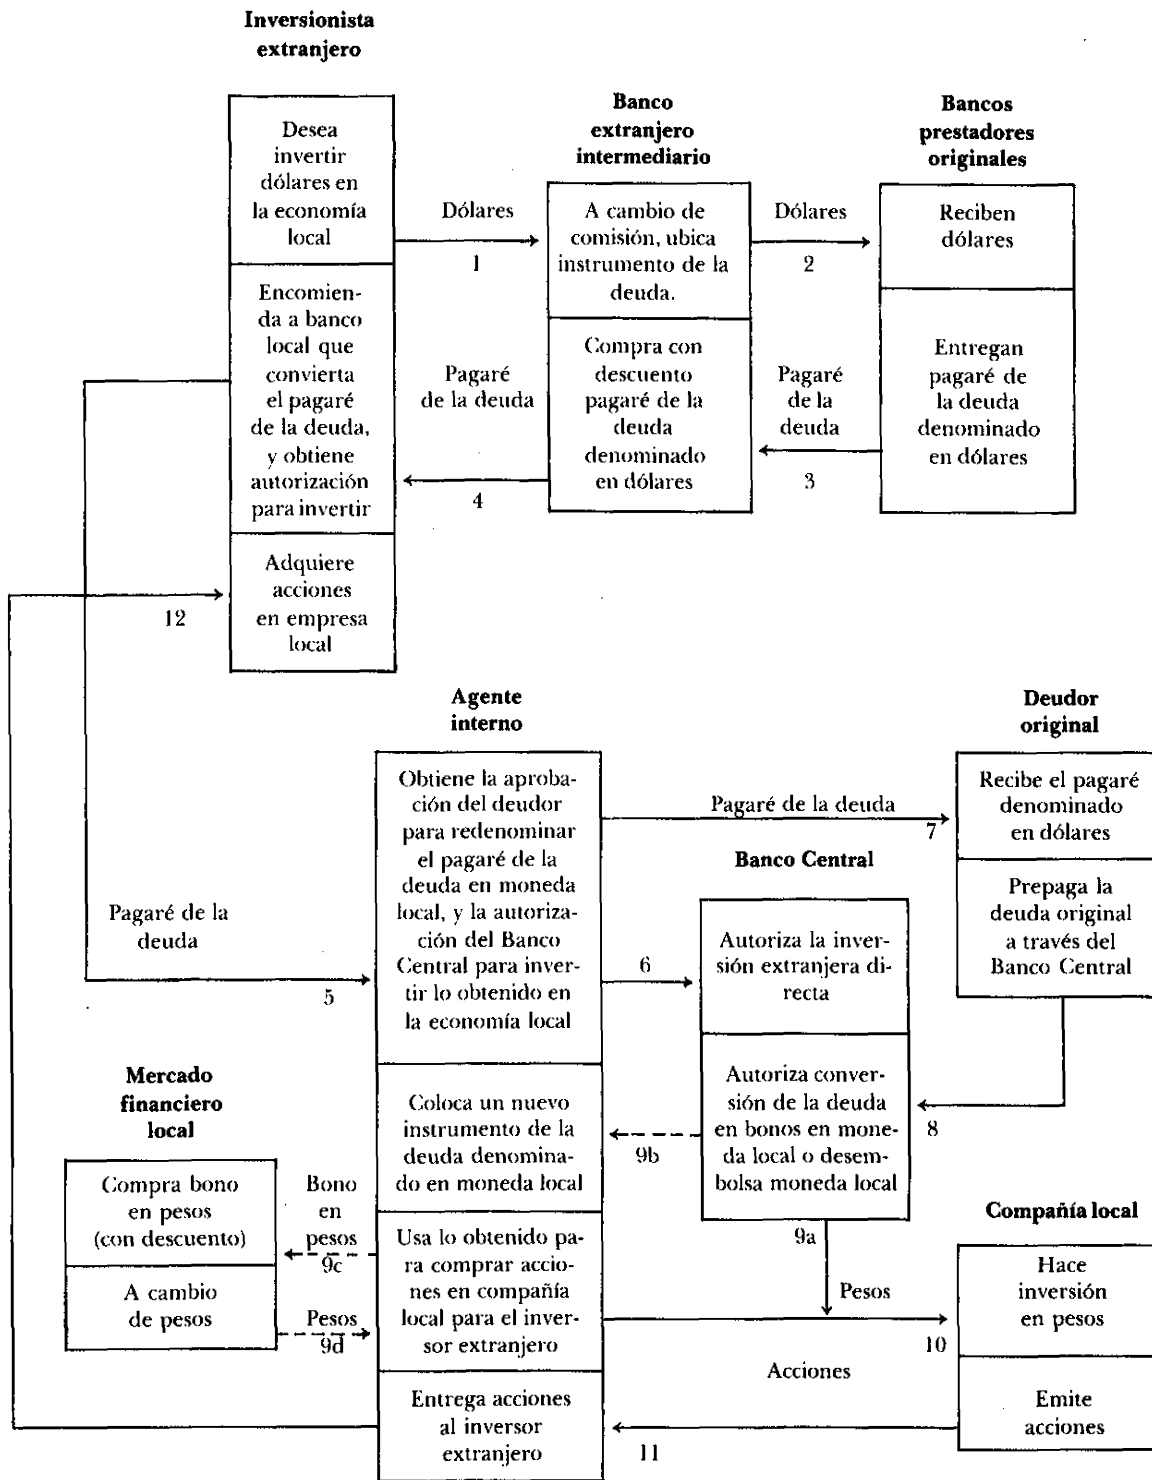 Inversionista
extranjero
Desea
invertir
dólares en
la economía
local
Encomien-
da a banco
local que
convierta
el pagaré
de la deuda,
y obtiene
autorización
para invertir
Adquiere
acciones
en empresa
local
Dólares
1
Pagaré
de la deuda
4
Banco
extranjero
intermediario
A cambio de
comisión, ubica
instrumento de la
deuda.
Compra con
descuento
pagaré de la
deuda
denominado
en dólares
Dólares
2
Pagaré
de la
deuda
3
Bancos
prestadores
originales
Reciben
dólares
Entregan
pagaré de
la deuda
denominado
en dólares
12
Pagaré de la
deuda
5
Agente
interno
Obtiene la aproba-
ción del deudor
para redenominar
el pagaré de la
deuda en moneda
local, y la autoriza-
ción del Banco
Central para inver-
tir lo obtenido en
la economía local
Coloca un nuevo
instrumento de la
deuda denomina-
do en moneda local
Usa lo obtenido pa-
ra comprar accio-
nes en compañía
local para el inver-
sor extranjero
Entrega acciones
al inversor
extranjero
Pagaré de la deuda
7
Deudor
original
Recibe el pagaré
denominado
en dólares
Prepaga la
deuda original
a través del
Banco Central
6
Banco Central
Autoriza la inver-
sión extranjera di-
recta
Autoriza conver-
sión de la deuda
en bonos en mone-
da local o desem-
bolsa moneda local
8
9b
9a
Mercado
financiero
local
Compra bono
en pesos
(con descuento)
A cambio
de pesos
Bono
en
pesos
9c
Pesos
9d
Pesos
10
Acciones
11
Compañía local
Hace
inversión
en pesos
Emite
acciones